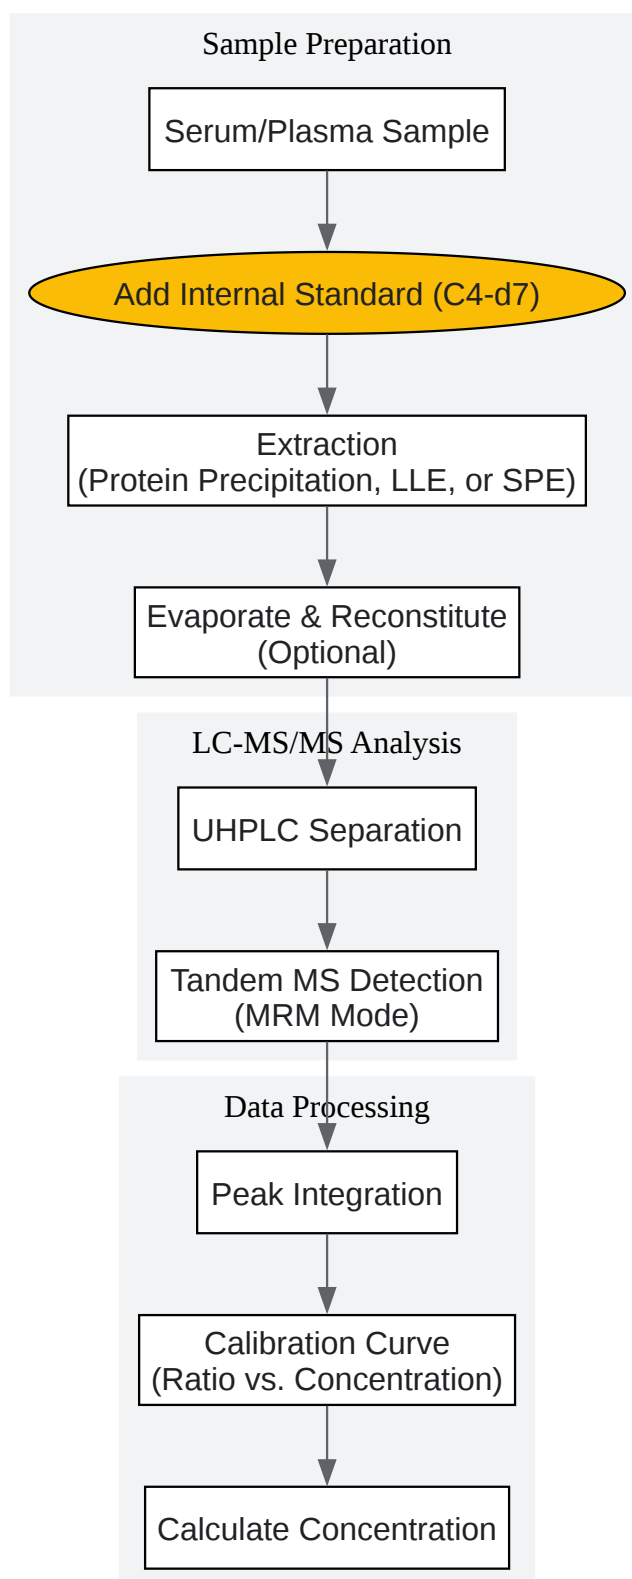 Sample Preparation
Serum/Plasma Sample
Add Internal Standard (C4-d7)
Extraction
(Protein Precipitation, LLE, or SPE)
Evaporate & Reconstitute
(Optional)
LC-MS/MS Analysis
UHPLC Separation
Tandem MS Detection
(MRM Mode)
Data Processing
Peak Integration
Calibration Curve
(Ratio vs. Concentration)
Calculate Concentration